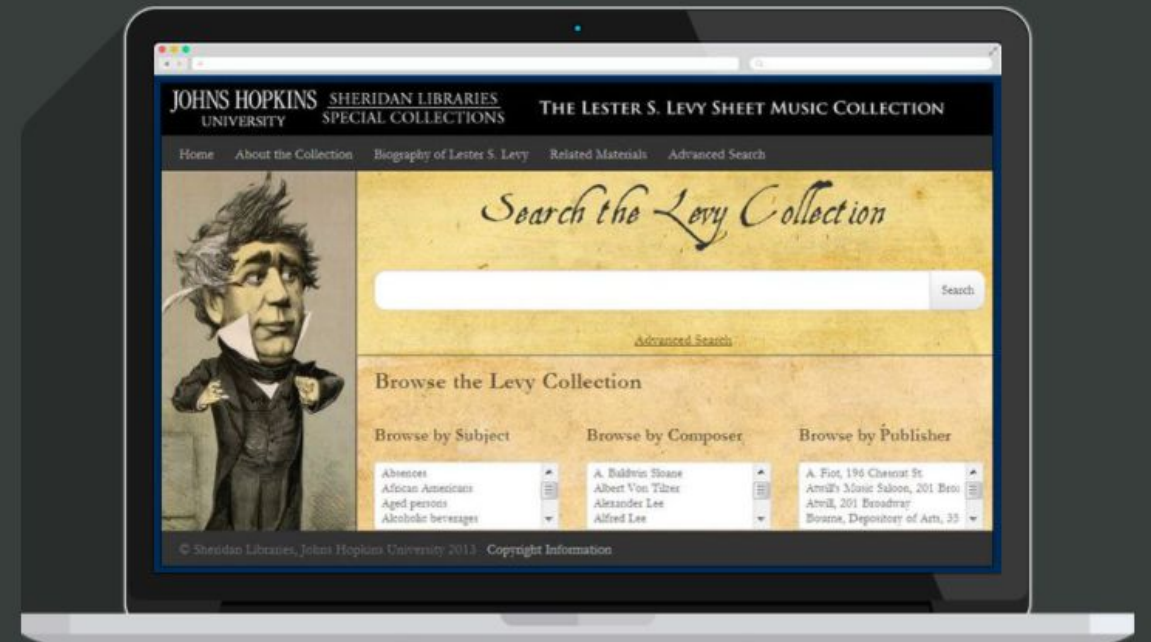 JOHNS HOPKINS
UNIVERSITY
SHERIDAN LIBRARIES
SPECIAL COLLECTIONS
THE LESTER S. LEVY SHEET MUSIC COLLECTION
Home About the Collection Biography of Lester S. Levy Related Materials Advanced Search
Search the Levy Collection
Search
Advanced Search
Browse the Levy Collection
Browse by Subject
Absences
African Americans
Aged persons
Alcoholic beverages
Browse by Composer
A. Baldwin Sloane
Albert Von Tilzer
Alexander Lee
Alfred Lee
Browse by Publisher
A. Fiot, 196 Chesnut St.
Atwill's Music Saloon, 201 Broa
Atwill, 201 Broadway
Bourne, Depository of Arts, 35
© Sheridan Libraries, Johns Hopkins University 2013 Copyright Information